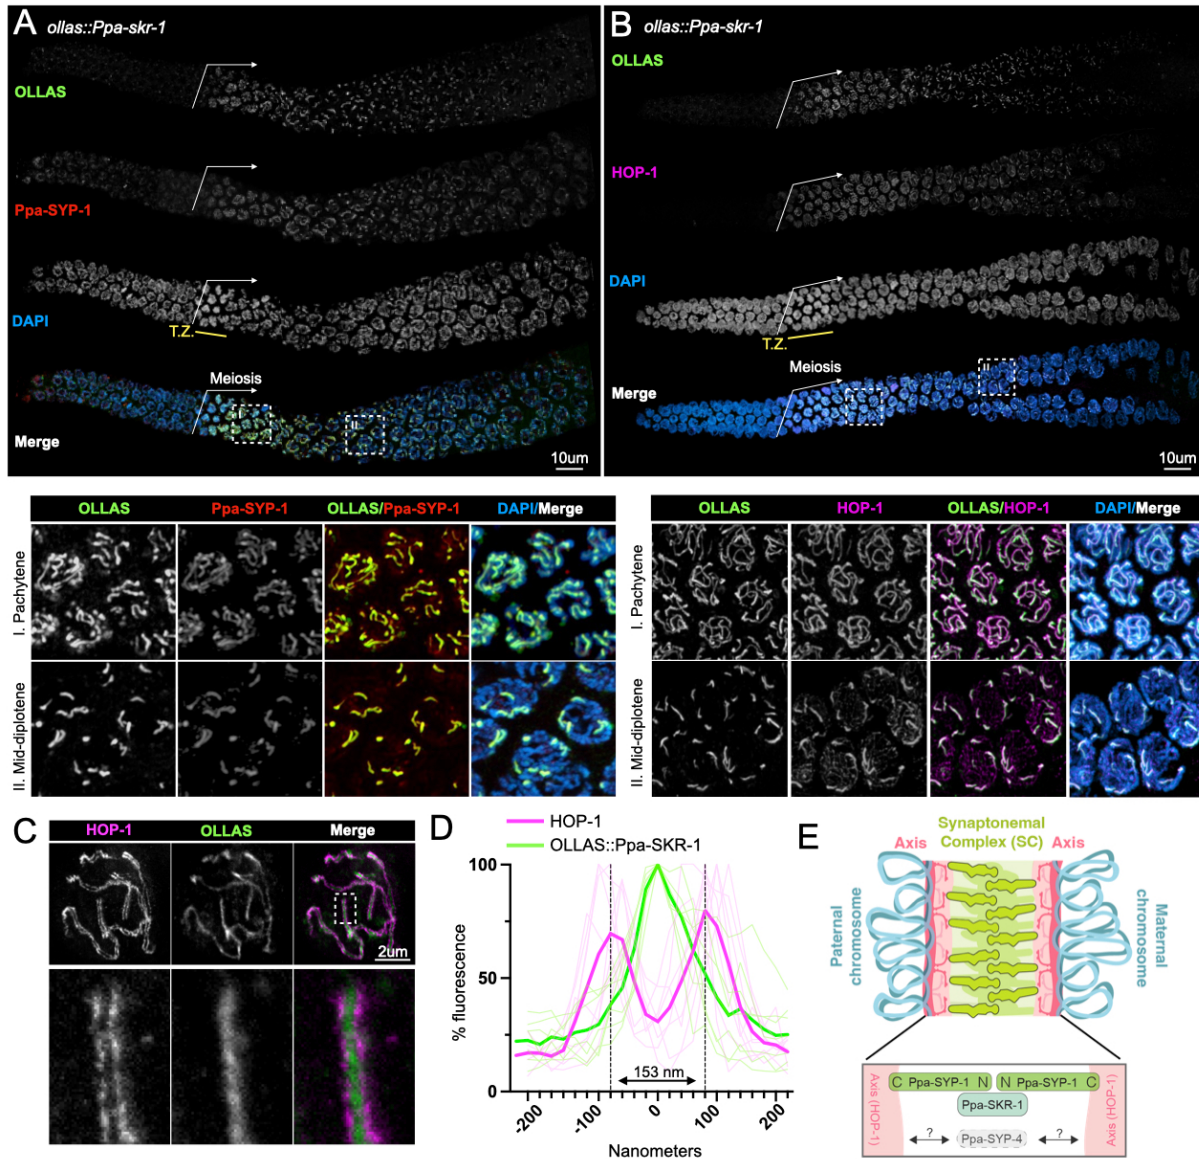 A
ollas::Ppa-skr-1
OLLAS
Ppa-SYP-1
DAPI
T.Z.
Meiosis
I
II
Merge
10um
B
ollas::Ppa-skr-1
OLLAS
HOP-1
DAPI
T.Z.
Meiosis
I
II
Merge
10um
OLLAS
Ppa-SYP-1
OLLAS/Ppa-SYP-1
DAPI/Merge
I. Pachytene
II. Mid-diplotene
OLLAS
HOP-1
OLLAS/HOP-1
DAPI/Merge
I. Pachytene
II. Mid-diplotene
C
HOP-1
OLLAS
Merge
2um
D
HOP-1
OLLAS::Ppa-SKR-1
% fluorescence
100
50
0
153 nm
-200
-100
0
100
200
Nanometers
E
Synaptonemal
Complex (SC)
Axis
Axis
Paternal
chromosome
Maternal
chromosome
Axis (HOP-1)
C Ppa-SYP-1 N
N Ppa-SYP-1 C
Ppa-SKR-1
?
Ppa-SYP-4
?
Axis (HOP-1)